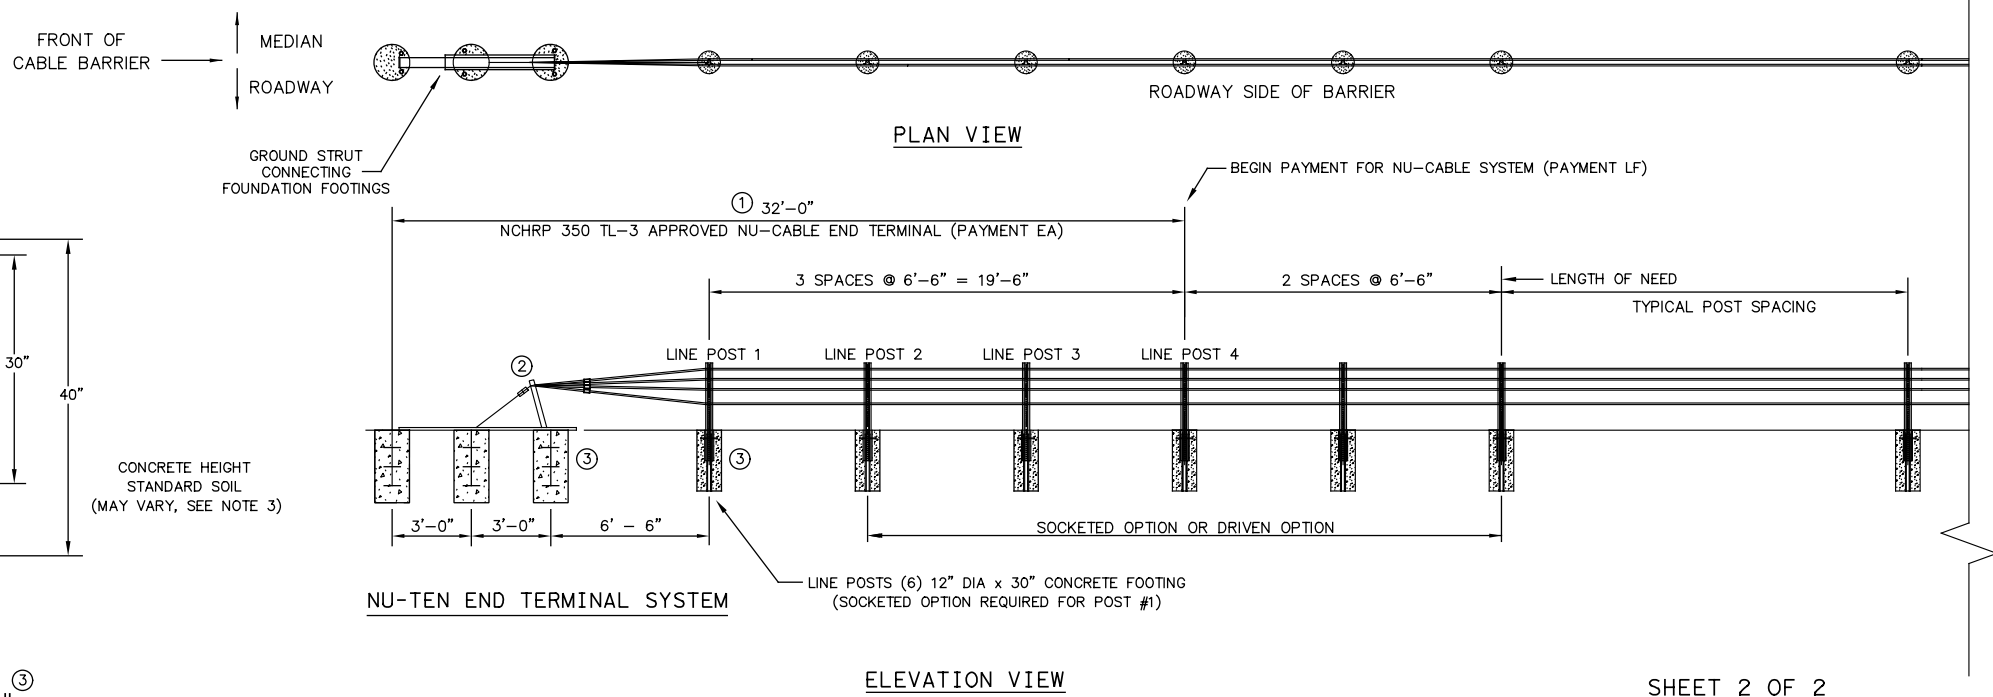 FRONT OF
CABLE BARRIER
MEDIAN
ROADWAY
ROADWAY SIDE OF BARRIER
PLAN VIEW
GROUND STRUT
CONNECTING
FOUNDATION FOOTINGS
BEGIN PAYMENT FOR NU-CABLE SYSTEM (PAYMENT LF)
① 32'-0"
NCHRP 350 TL-3 APPROVED NU-CABLE END TERMINAL (PAYMENT EA)
3 SPACES @ 6'-6" = 19'-6"
2 SPACES @ 6'-6"
LENGTH OF NEED
TYPICAL POST SPACING
30"
40"
②
LINE POST 1
LINE POST 2
LINE POST 3
LINE POST 4
③
③
CONCRETE HEIGHT
STANDARD SOIL
(MAY VARY, SEE NOTE 3)
3'-0"
3'-0"
6' - 6"
SOCKETED OPTION OR DRIVEN OPTION
LINE POSTS (6) 12" DIA x 30" CONCRETE FOOTING
(SOCKETED OPTION REQUIRED FOR POST #1)
NU-TEN END TERMINAL SYSTEM
③
ELEVATION VIEW
SHEET 2 OF 2